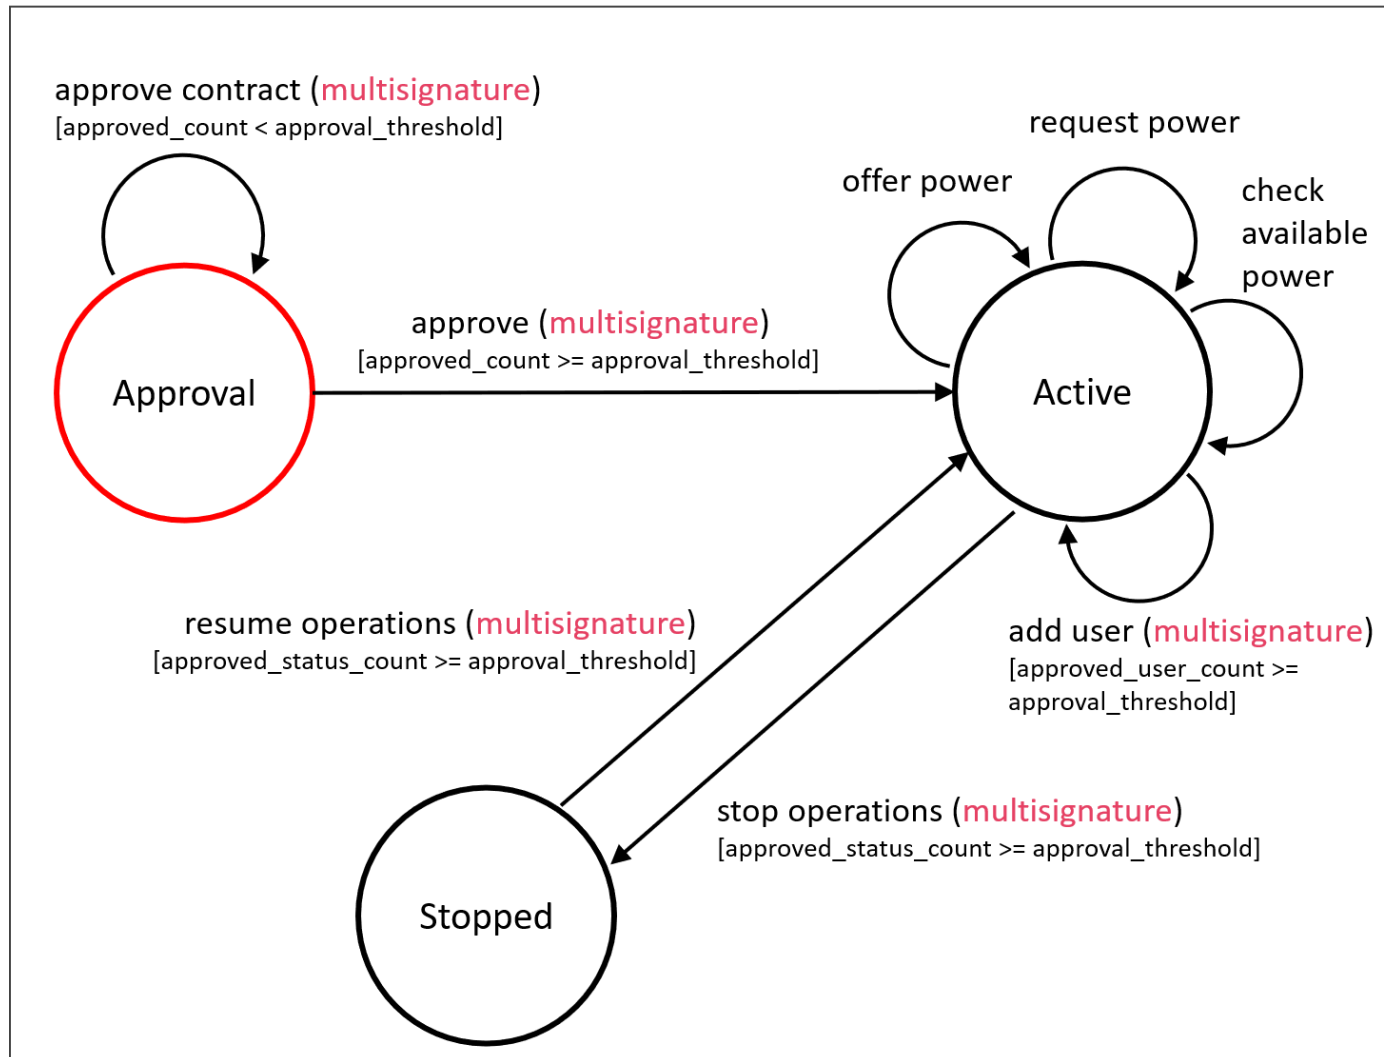 approve contract (multisignature)
[approved_count < approval_threshold]
request power
offer power
check
available
power
approve (multisignature)
[approved_count >= approval_threshold]
Approval
Active
resume operations (multisignature)
[approved_status_count >= approval_threshold]
add user (multisignature)
[approved_user_count >=
approval_threshold]
stop operations (multisignature)
[approved_status_count >= approval_threshold]
Stopped